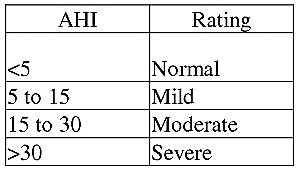 AHI Rating
<5 Normal
5 to 15 Mild
15 to 30 Moderate
>30 Severe